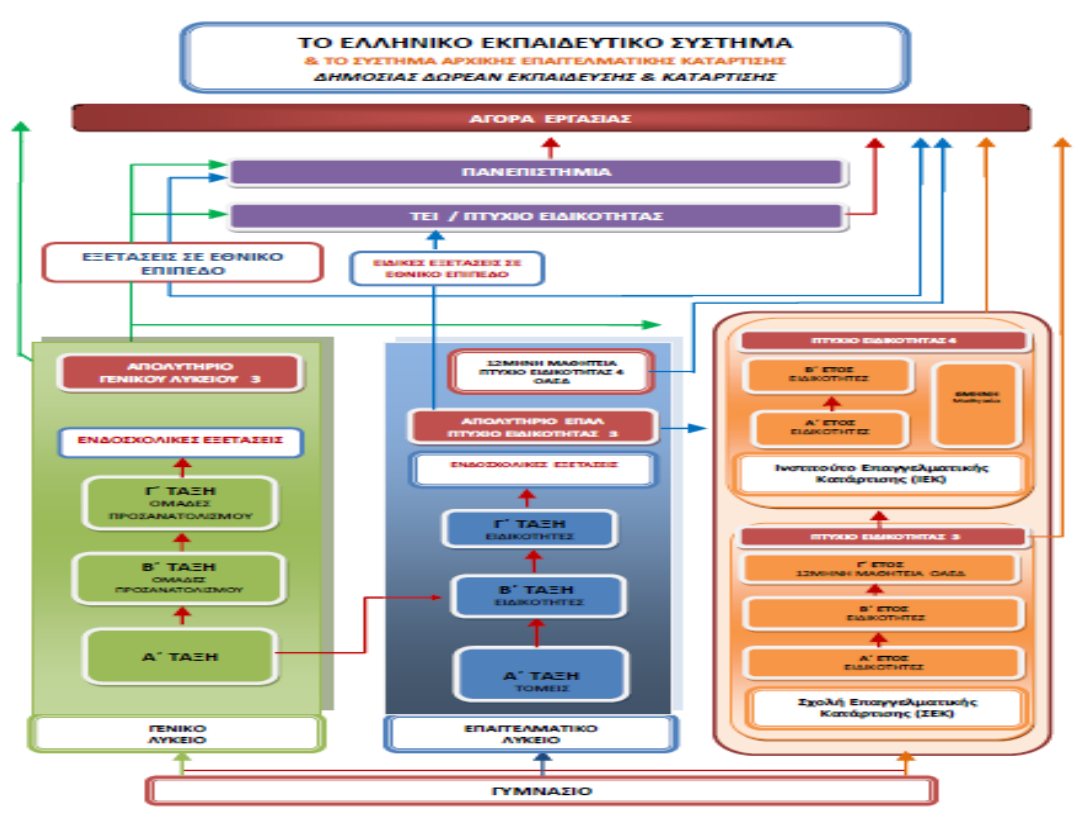 ΤΟ ΕΛΛΗΝΙΚΟ ΕΚΠΑΙΔΕΥΤΙΚΟ ΣΥΣΤΗΜΑ
& ΤΟ ΣΥΣΤΗΜΑ ΑΡΧΙΚΗΣ ΕΠΑΓΓΕΛΜΑΤΙΚΗΣ ΚΑΤΑΡΤΙΣΗΣ
ΔΗΜΟΣΙΑΣ ΔΩΡΕΑΝ ΕΚΠΑΙΔΕΥΣΗΣ & ΚΑΤΑΡΤΙΣΗΣ
ΑΓΟΡΑ ΕΡΓΑΣΙΑΣ
ΠΑΝΕΠΙΣΤΗΜΙΑ
ΤΕΙ / ΠΤΥΧΙΟ ΕΙΔΙΚΟΤΗΤΑΣ
ΕΞΕΤΑΣΕΙΣ ΣΕ ΕΘΝΙΚΟ
ΕΠΙΠΕΔΟ
ΕΙΔΙΚΕΣ ΕΞΕΤΑΣΕΙΣ ΣΕ
ΕΘΝΙΚΟ ΕΠΙΠΕΔΟ
ΑΠΟΛΥΤΗΡΙΟ
ΓΕΝΙΚΟΥ ΛΥΚΕΙΟΥ 3
ΕΝΔΟΣΧΟΛΙΚΕΣ ΕΞΕΤΑΣΕΙΣ
Γ΄ ΤΑΞΗ
ΟΜΑΔΕΣ
ΠΡΟΣΑΝΑΤΟΛΙΣΜΟΥ
Β΄ ΤΑΞΗ
ΟΜΑΔΕΣ
ΠΡΟΣΑΝΑΤΟΛΙΣΜΟΥ
Α΄ ΤΑΞΗ
ΓΕΝΙΚΟ
ΛΥΚΕΙΟ
12ΜΗΝΗ ΜΑΘΗΤΕΙΑ
ΠΤΥΧΙΟ ΕΙΔΙΚΟΤΗΤΑΣ 4
ΟΑΕΔ
ΑΠΟΛΥΤΗΡΙΟ ΕΠΑΛ
ΠΤΥΧΙΟ ΕΙΔΙΚΟΤΗΤΑΣ 3
ΕΝΔΟΣΧΟΛΙΚΕΣ ΕΞΕΤΑΣΕΙΣ
Γ΄ ΤΑΞΗ
ΕΙΔΙΚΟΤΗΤΕΣ
Β΄ ΤΑΞΗ
ΕΙΔΙΚΟΤΗΤΕΣ
Α΄ ΤΑΞΗ
ΤΟΜΕΙΣ
ΕΠΑΓΓΕΛΜΑΤΙΚΟ
ΛΥΚΕΙΟ
ΠΤΥΧΙΟ ΕΙΔΙΚΟΤΗΤΑΣ 4
Β΄ ΕΤΟΣ
ΕΙΔΙΚΟΤΗΤΕΣ
6ΜΗΝΗ
Μαθητεία
Α΄ ΕΤΟΣ
ΕΙΔΙΚΟΤΗΤΕΣ
Ινστιτούτο Επαγγελματικής
Κατάρτισης (ΙΕΚ)
ΠΤΥΧΙΟ ΕΙΔΙΚΟΤΗΤΑΣ 3
Γ΄ ΕΤΟΣ
12ΜΗΝΗ ΜΑΘΗΤΕΙΑ ΟΑΕΔ
Β΄ ΕΤΟΣ
ΕΙΔΙΚΟΤΗΤΕΣ
Α΄ ΕΤΟΣ
ΕΙΔΙΚΟΤΗΤΕΣ
Σχολή Επαγγελματικής
Κατάρτισης (ΣΕΚ)
ΓΥΜΝΑΣΙΟ